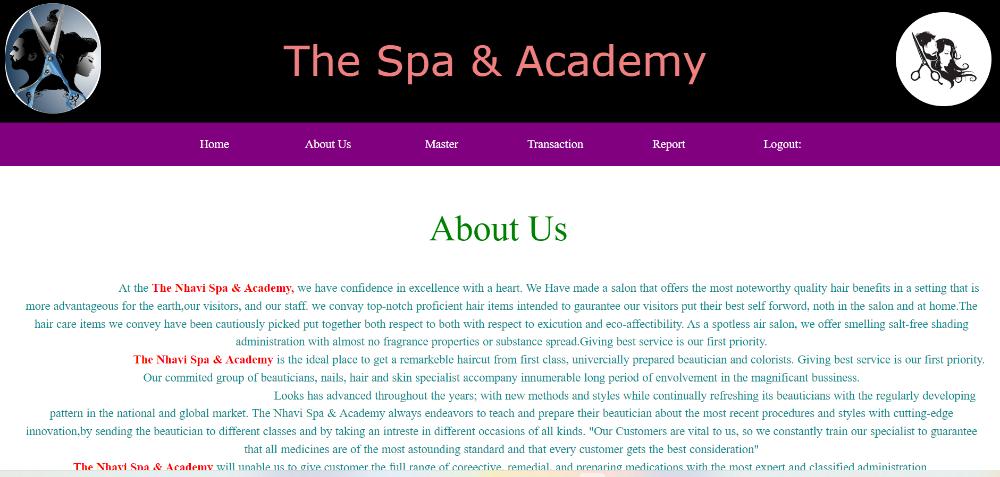 The Spa & Academy
Home About Us Master Transaction Report Logout:
About Us
At the The Nhavi Spa & Academy, we have confidence in excellence with a heart. We Have made a salon that offers the most noteworthy quality hair benefits in a setting that is
more advantageous for the earth,our visitors, and our staff. we convay top-notch proficient hair items intended to gaurantee our visitors put their best self forword, noth in the salon and at home.The
hair care items we convey have been cautiously picked put together both respect to both with respect to exicution and eco-affectibility. As a spotless air salon, we offer smelling salt-free shading
administration with almost no fragrance properties or substance spread.Giving best service is our first priority.
The Nhavi Spa & Academy is the ideal place to get a remarkeble haircut from first class, univercially prepared beautician and colorists. Giving best service is our first priority.
Our commited group of beauticians, nails, hair and skin specialist accompany innumerable long period of envolvement in the magnificant bussiness.
Looks has advanced throughout the years; with new methods and styles while continually refreshing its beauticians with the regularly developing
pattern in the national and global market. The Nhavi Spa & Academy always endeavors to teach and prepare their beautician about the most recent procedures and styles with cutting-edge
innovation,by sending the beautician to different classes and by taking an intreste in different occasions of all kinds. "Our Customers are vital to us, so we constantly train our specialist to guarantee
that all medicines are of the most astounding standard and that every customer gets the best consideration"
The Nhavi Spa & Academy will unable us to give customer the full range of coreective, remedial, and preparing medications with the most expert and classified administration.